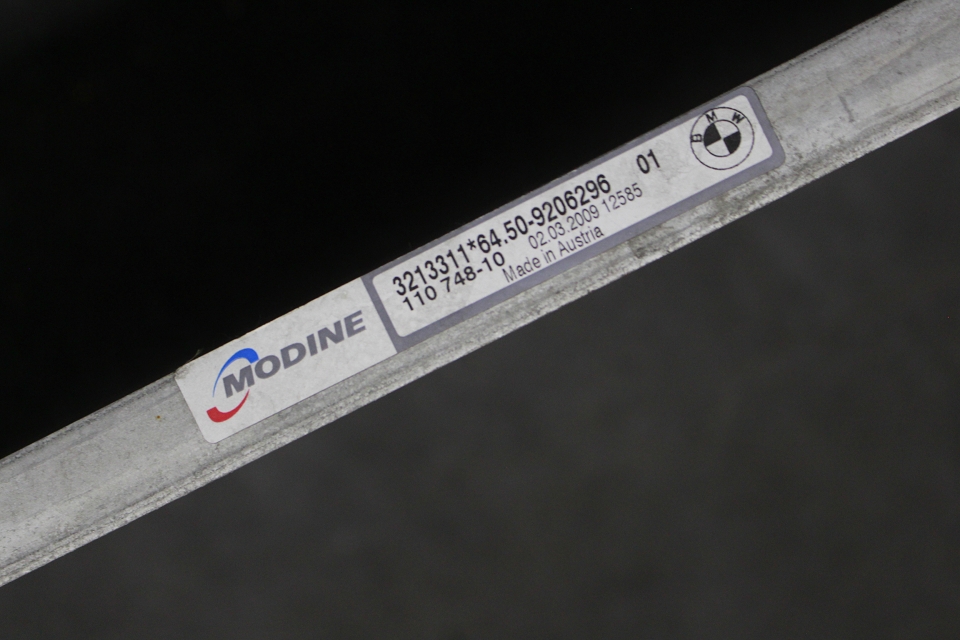 MODINE
3213311*64.50-9206296 01
110 748-10 02.03.2009 12585
Made in Austria
BMW